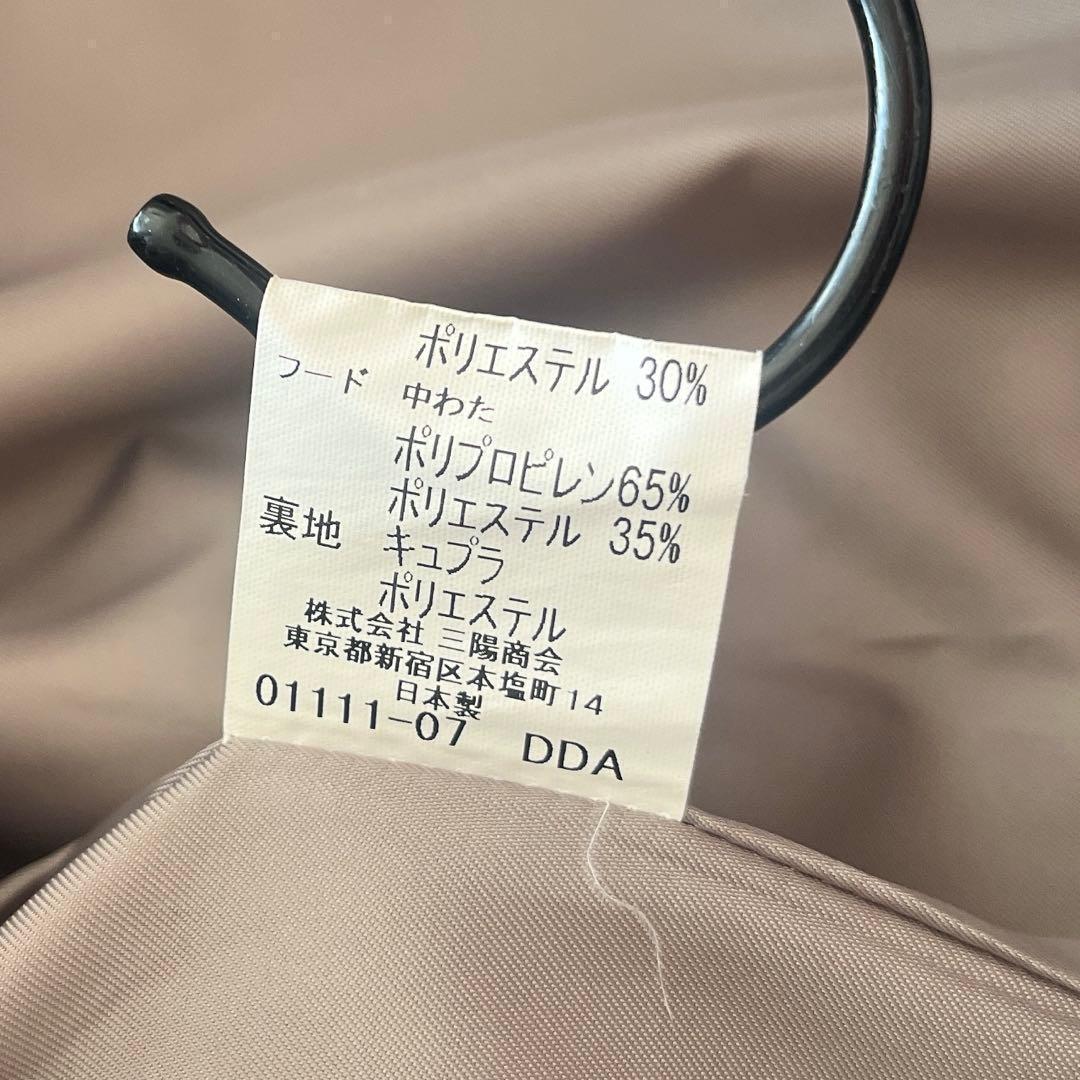 ポリエステル 30%
フード 中わた
ポリプロピレン65%
ポリエステル 35%
裏地 キュプラ
ポリエステル
株式会社 三陽商会
東京都新宿区本塩町14
日本製
01111-07 DDA